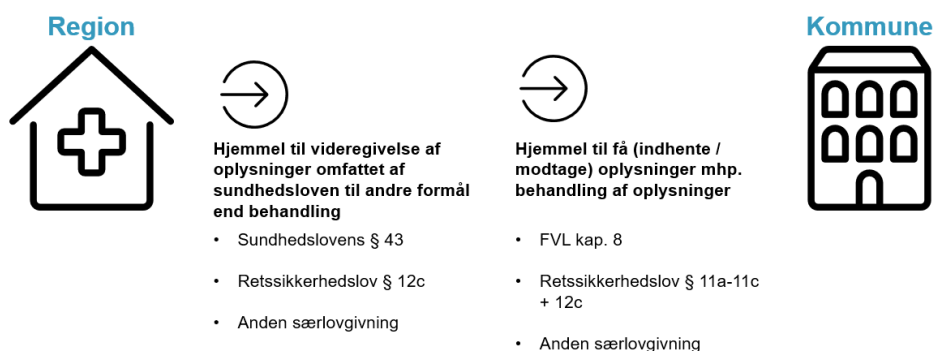 Region
Kommune
Hjemmel til videregivelse af
oplysninger omfattet af
sundhedsloven til andre formål
end behandling
• Sundhedslovens § 43
• Retssikkerhedslov § 12c
• Anden særlovgivning
Hjemmel til få (indhente /
modtage) oplysninger mhp.
behandling af oplysninger
• FVL kap. 8
• Retssikkerhedslov § 11a-11c
+ 12c
• Anden særlovgivning